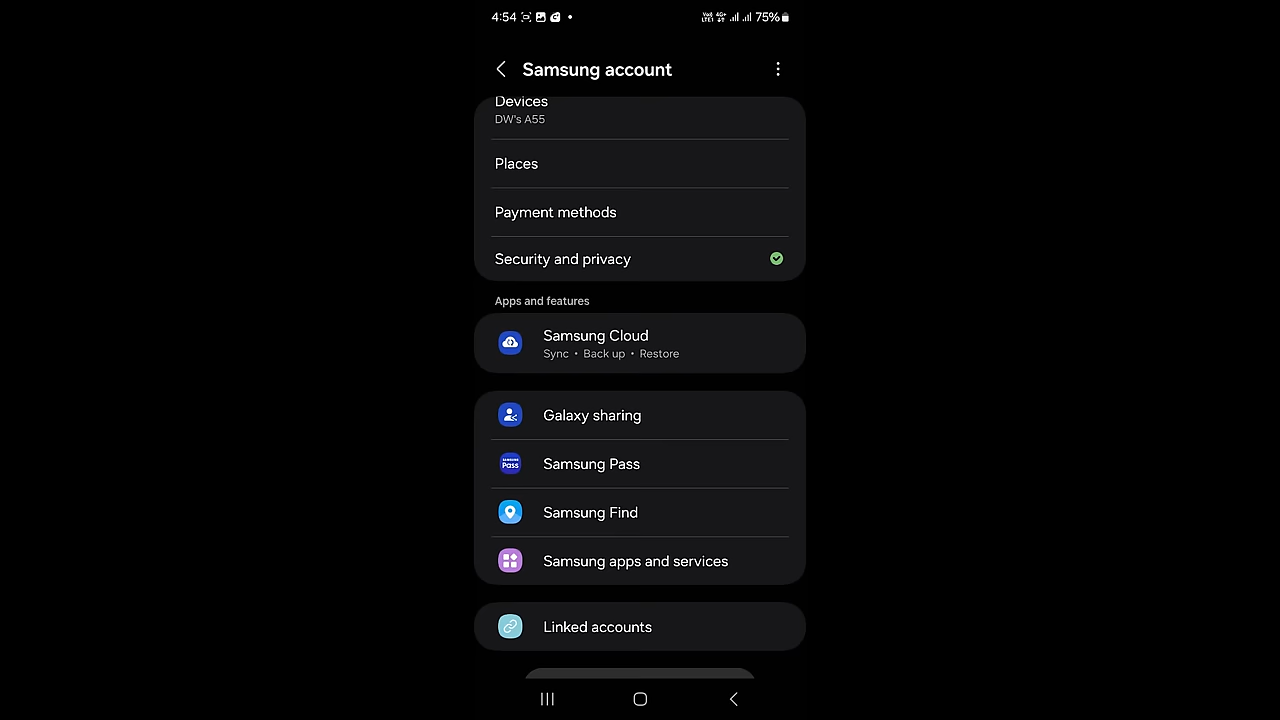 4:54 75%
Samsung account
Devices
DW's A55
Places
Payment methods
Security and privacy
Apps and features
Samsung Cloud
Sync • Back up • Restore
Galaxy sharing
Samsung Pass
Samsung Find
Samsung apps and services
Linked accounts